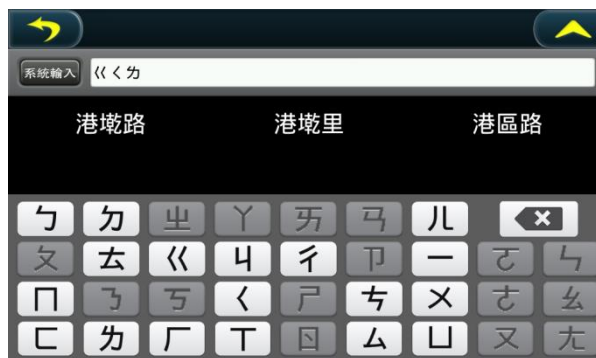 系統輸入 ㄍㄑㄌ
港墘路 港墘里 港區路
ㄅ ㄉ ㄓ ㄚ ㄞ ㄢ ㄦ
ㄆ ㄊ ㄍ ㄐ ㄔ ㄗ ㄧ ㄛ ㄣ
ㄇ ㄋ ㄎ ㄑ ㄕ ㄘ ㄨ ㄜ ㄠ
ㄈ ㄌ ㄏ ㄒ ㄖ ㄙ ㄩ ㄡ ㄤ